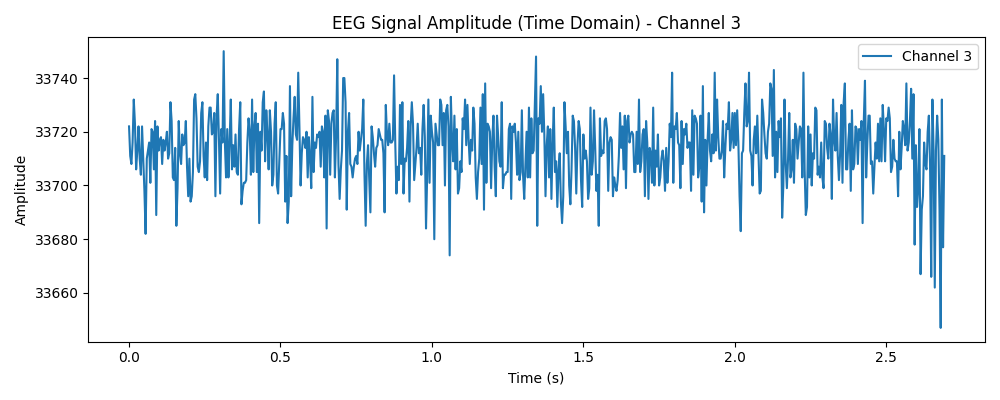 EEG Signal Amplitude (Time Domain) - Channel 3
Channel 3
33740
33720
33700
33680
33660
Amplitude
0.0
0.5
1.0
1.5
2.0
2.5
Time (s)